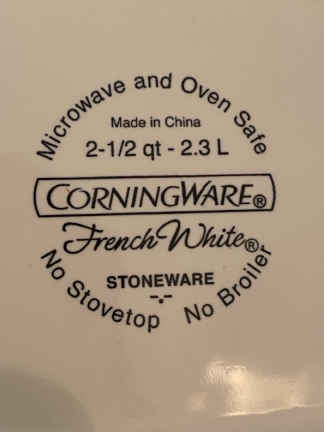 Microwave and Oven Safe
Made in China
2-1/2 qt - 2.3 L
CORNINGWARE®
French White®
STONEWARE
No Stovetop No Broiler